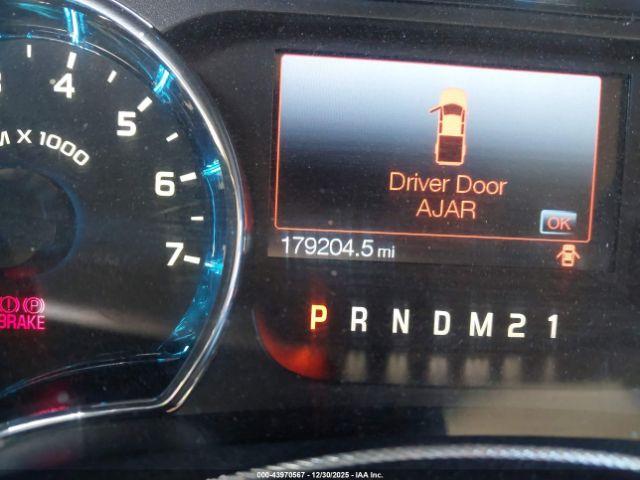 3 4 5 6 7
M X 1000
BRAKE
Driver Door
AJAR
OK
179204.5 mi
P R N D M 2 1
000-43970567 - 12/30/2025 - IAA Inc.